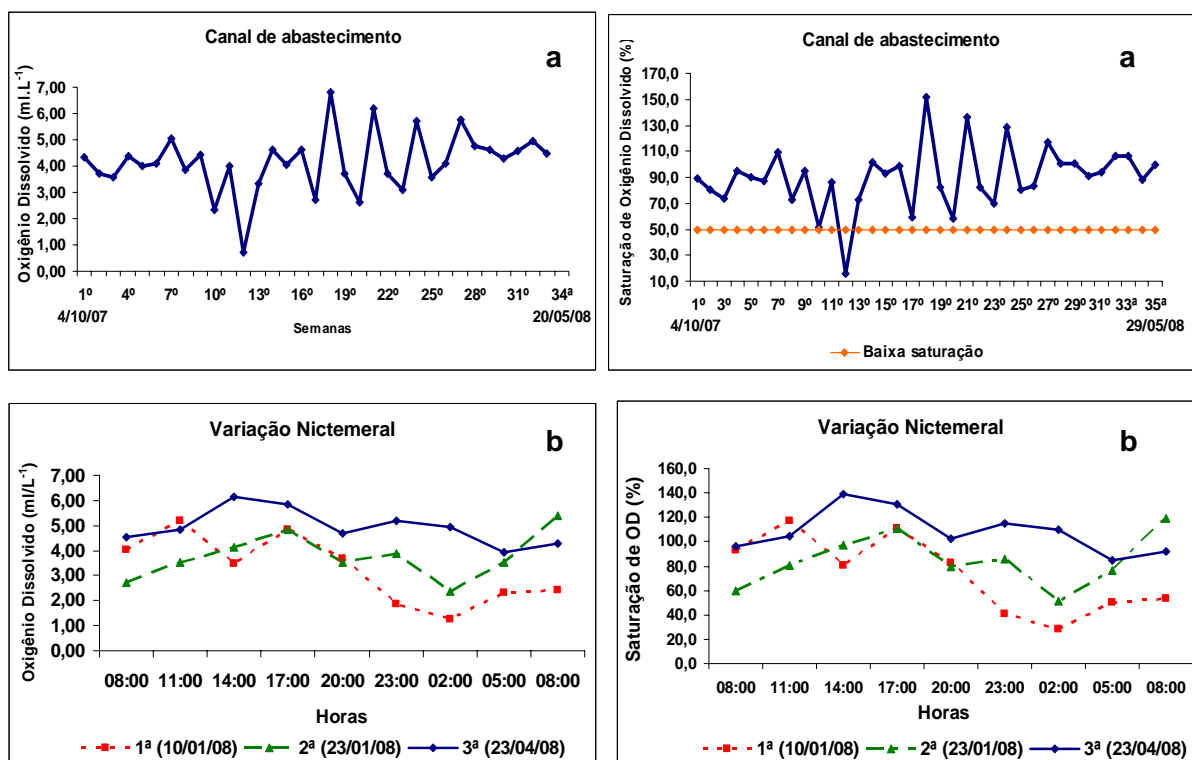 Canal de abastecimento
a
Oxigênio Dissolvido (ml.L-1)
7,00
6,00
5,00
4,00
3,00
2,00
1,00
0,00
1º 4º 7º 10º 13º 16º 19º 22º 25º 28º 31º 34ª
4/10/07 20/05/08
Semanas
Canal de abastecimento
a
Saturação de Oxigênio Dissolvido (%)
170,0
150,0
130,0
110,0
90,0
70,0
50,0
30,0
10,0
1º 3º 5º 7º 9º 11º 13º 15º 17º 19º 21º 23º 25º 27º 29º 31º 33ª 35ª
4/10/07 29/05/08
Baixa saturação
Variação Nictemeral
b
Oxigênio Dissolvido (ml/L-1)
7,00
6,00
5,00
4,00
3,00
2,00
1,00
0,00
08:00 11:00 14:00 17:00 20:00 23:00 02:00 05:00 08:00
Horas
1ª (10/01/08) 2ª (23/01/08) 3ª (23/04/08)
Variação Nictemeral
b
Saturação de OD (%)
160,0
140,0
120,0
100,0
80,0
60,0
40,0
20,0
0,0
08:00 11:00 14:00 17:00 20:00 23:00 02:00 05:00 08:00
Horas
1ª (10/01/08) 2ª (23/01/08) 3ª (23/04/08)